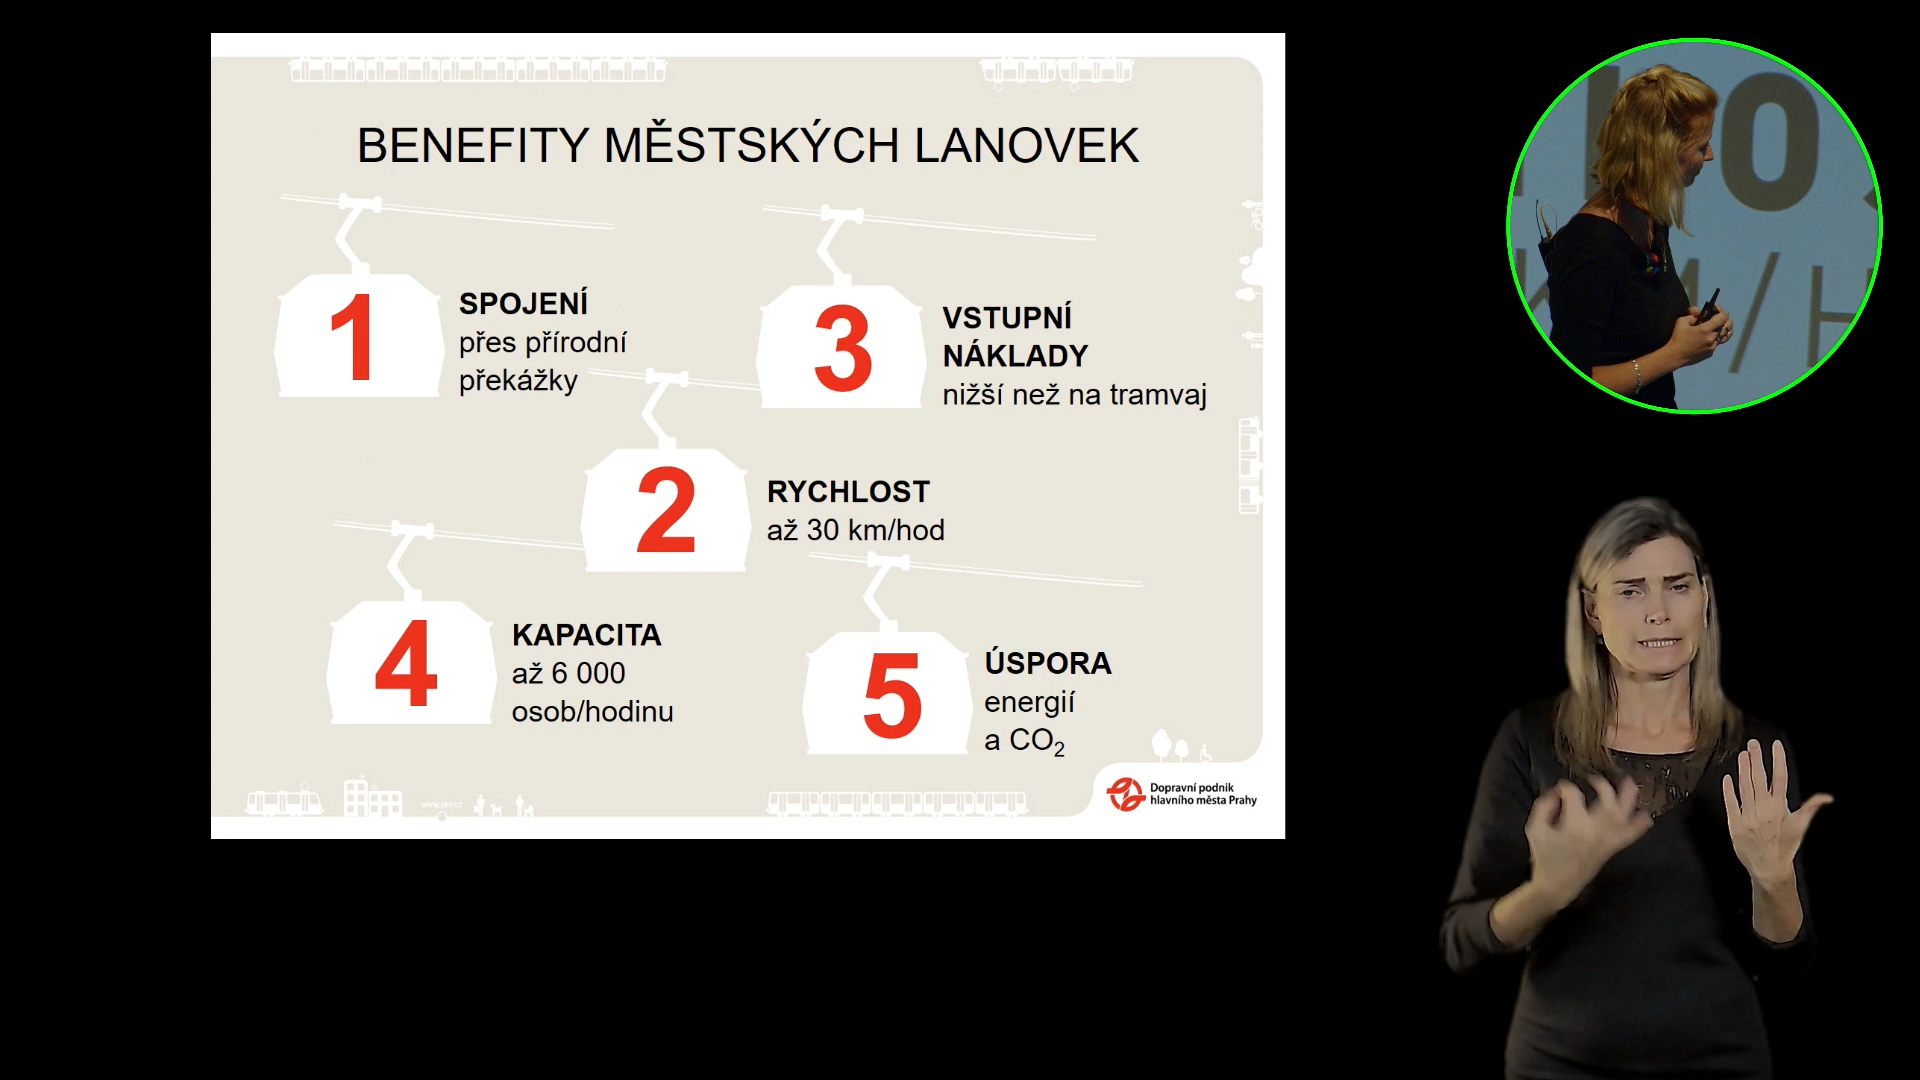 BENEFITY MĚSTSKÝCH LANOVEK
1
SPOJENÍ
přes přírodní
překážky
2
RYCHLOST
až 30 km/hod
3
VSTUPNÍ
NÁKLADY
nižší než na tramvaj
4
KAPACITA
až 6 000
osob/hodinu
5
ÚSPORA
energií
a CO₂
Dopravní podnik
hlavního města Prahy